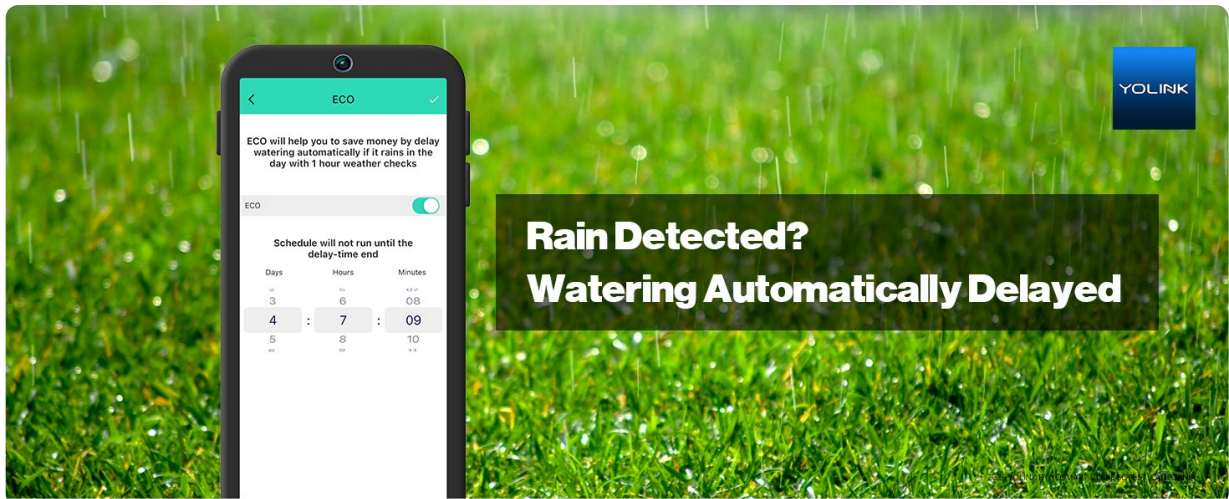 ECO
ECO will help you to save money by delay
watering automatically if it rains in the
day with 1 hour weather checks
ECO
Schedule will not run until the
delay-time end
Days Hours Minutes
3 6 08
4 : 7 : 09
5 8 10
Rain Detected?
Watering Automatically Delayed
YOLINK